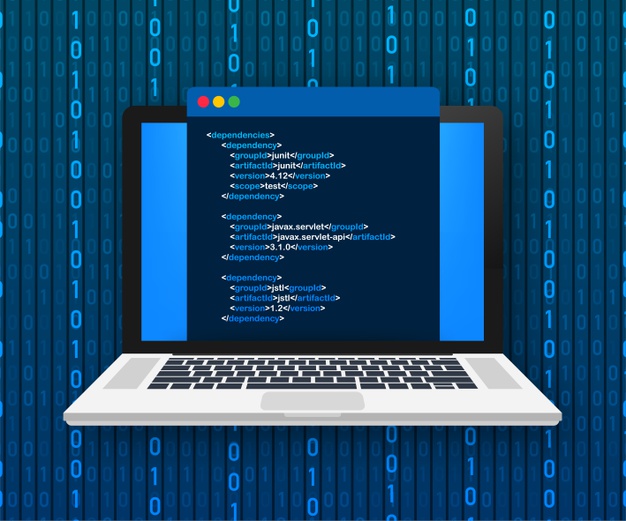 <dependencies>
<dependency>
<groupId>junit</groupId>
<artifactId>junit</artifactId>
<version>4.12</version>
<scope>test</scope>
</dependency>
<dependency>
<groupId>javax.servlet</groupId>
<artifactId>javax.servlet-api</artifactId>
<version>3.1.0</version>
</dependency>
<dependency>
<groupId>jstl<groupId>
<artifactId>jstl</artifactId>
<version>1.2</version>
</dependency>